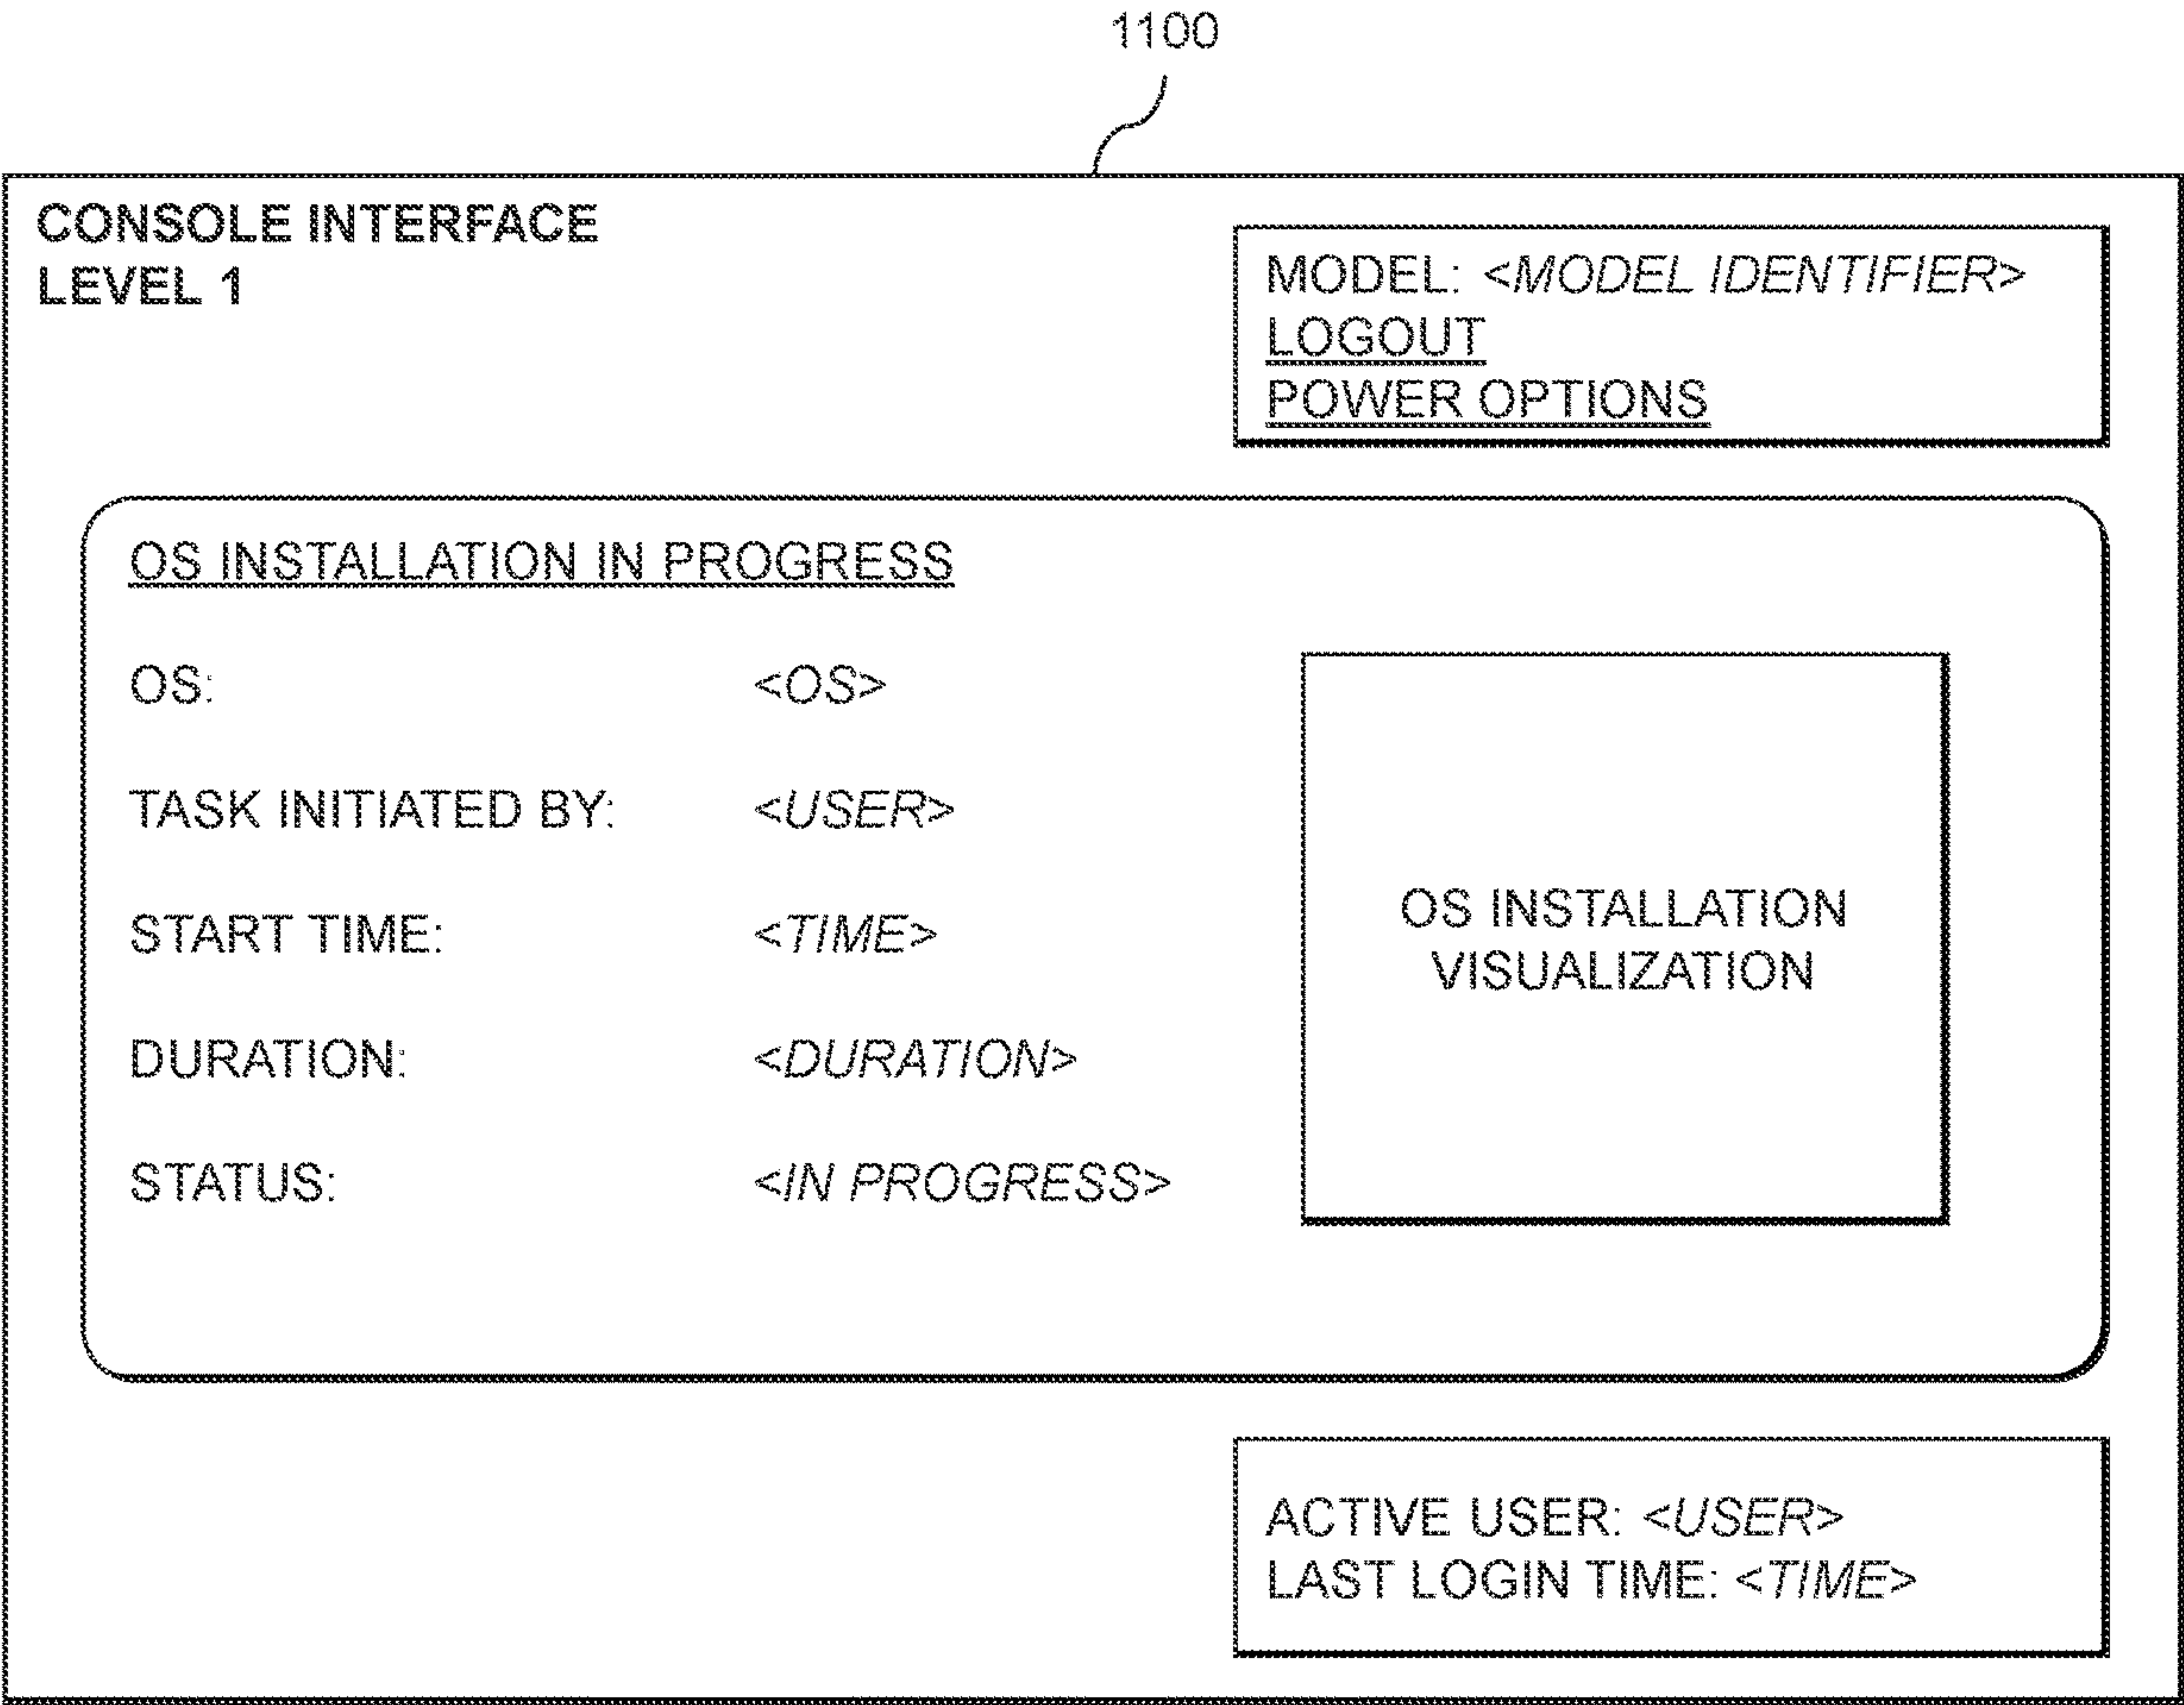 1100
CONSOLE INTERFACE
LEVEL 1
MODEL: <MODEL IDENTIFIER>
LOGOUT
POWER OPTIONS
OS INSTALLATION IN PROGRESS
OS: <OS>
TASK INITIATED BY: <USER>
START TIME: <TIME>
DURATION: <DURATION>
STATUS: <IN PROGRESS>
OS INSTALLATION
VISUALIZATION
ACTIVE USER: <USER>
LAST LOGIN TIME: <TIME>